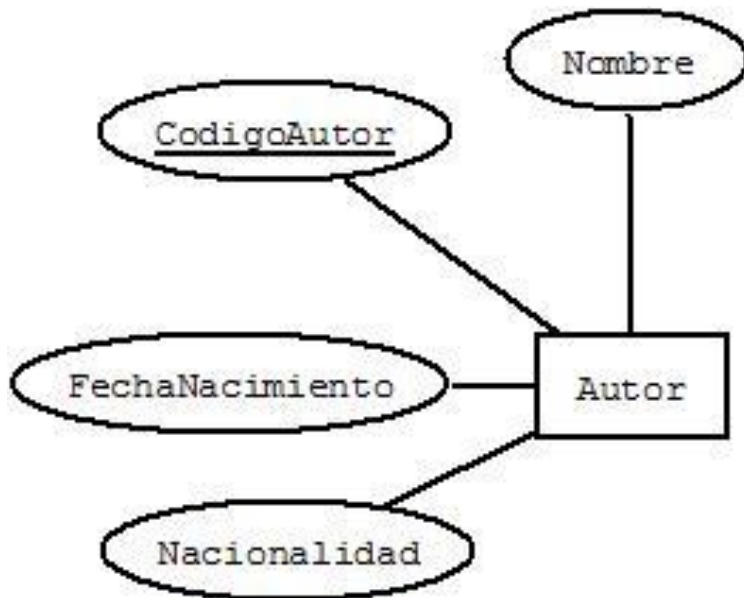 Nombre
CodigoAutor
FechaNacimiento
Autor
Nacionalidad